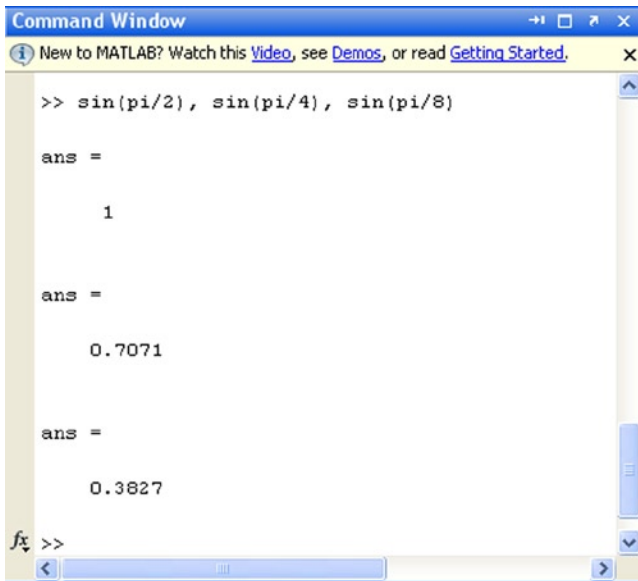 Command Window
New to MATLAB? Watch this Video, see Demos, or read Getting Started.
>> sin(pi/2), sin(pi/4), sin(pi/8)
ans =
1
ans =
0.7071
ans =
0.3827
fx >>